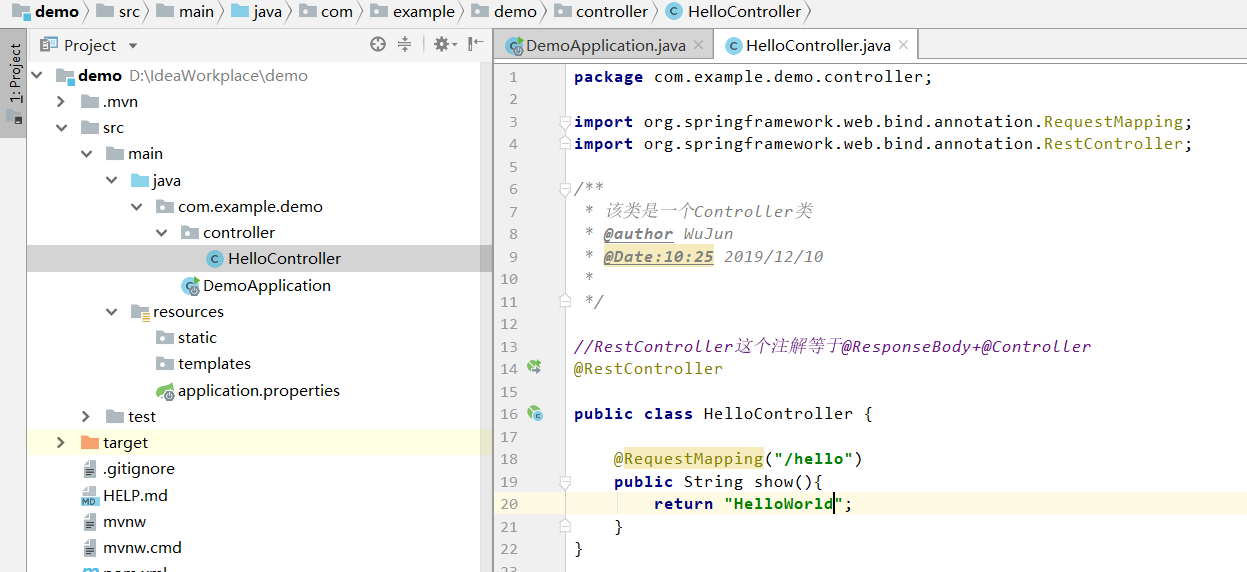 demo src main java com example demo controller HelloController
1: Project
Project
demo D:\IdeaWorkplace\demo
.mvn
src
main
java
com.example.demo
controller
HelloController
DemoApplication
resources
static
templates
application.properties
test
target
.gitignore
HELP.md
mvnw
mvnw.cmd
pom.xml
DemoApplication.java HelloController.java
1 package com.example.demo.controller;
2
3 import org.springframework.web.bind.annotation.RequestMapping;
4 import org.springframework.web.bind.annotation.RestController;
5
6 /**
7 * 该类是一个Controller类
8 * @author WuJun
9 * @Date:10:25 2019/12/10
10 *
11 */
12
13 //RestController这个注解等于@ResponseBody+@Controller
14 @RestController
15
16 public class HelloController {
17
18 @RequestMapping("/hello")
19 public String show(){
20 return "HelloWorld";
21 }
22 }
23